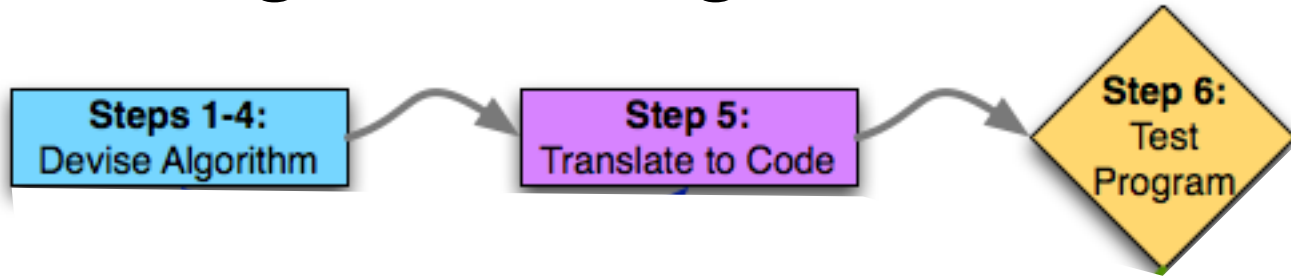 Steps 1-4:
Devise Algorithm
Step 5:
Translate to Code
Step 6:
Test
Program